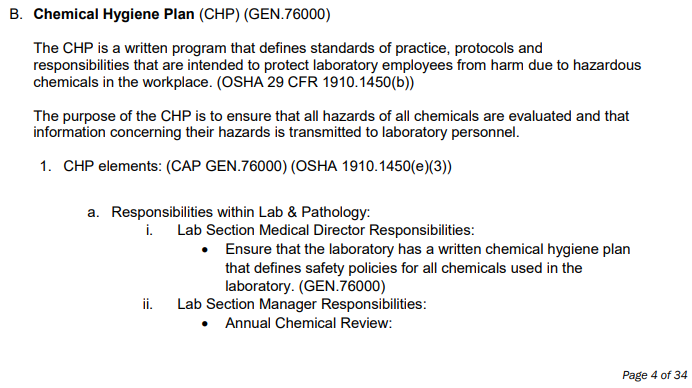 B. Chemical Hygiene Plan (CHP) (GEN.76000)
The CHP is a written program that defines standards of practice, protocols and
responsibilities that are intended to protect laboratory employees from harm due to hazardous
chemicals in the workplace. (OSHA 29 CFR 1910.1450(b))
The purpose of the CHP is to ensure that all hazards of all chemicals are evaluated and that
information concerning their hazards is transmitted to laboratory personnel.
1. CHP elements: (CAP GEN.76000) (OSHA 1910.1450(e)(3))
a. Responsibilities within Lab & Pathology:
i. Lab Section Medical Director Responsibilities:
• Ensure that the laboratory has a written chemical hygiene plan
that defines safety policies for all chemicals used in the
laboratory. (GEN.76000)
ii. Lab Section Manager Responsibilities:
• Annual Chemical Review:
Page 4 of 34